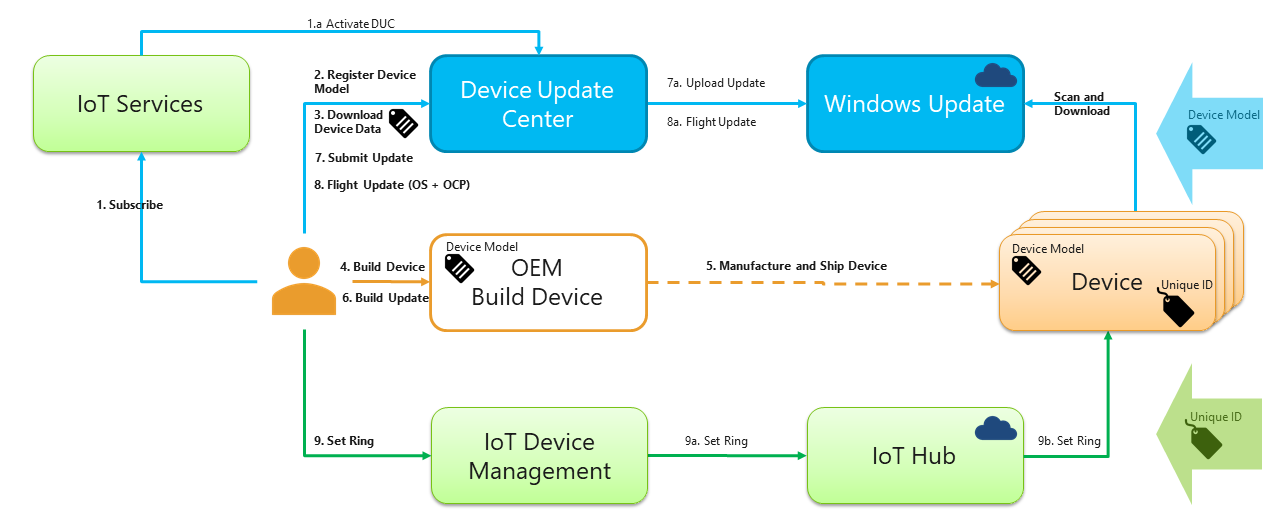 1.a Activate DUC
IoT Services
2. Register Device
Model
3. Download
Device Data
7. Submit Update
8. Flight Update (OS + OCP)
Device Update
Center
7a. Upload Update
8a. Flight Update
Windows Update
Scan and
Download
Device Model
1. Subscribe
4. Build Device
6. Build Update
Device Model
OEM
Build Device
5. Manufacture and Ship Device
Device Model
Device
Unique ID
9. Set Ring
IoT Device
Management
9a. Set Ring
IoT Hub
9b. Set Ring
Unique ID